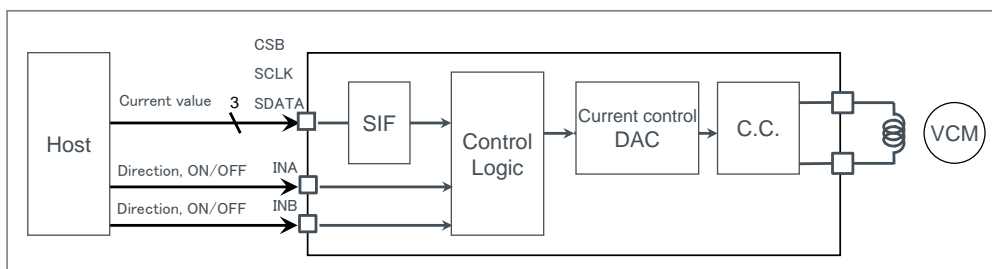 CSB
SCLK
SDATA
Current value
3
Host
SIF
Control
Logic
Current control
DAC
C.C.
VCM
Direction, ON/OFF
INA
Direction, ON/OFF
INB